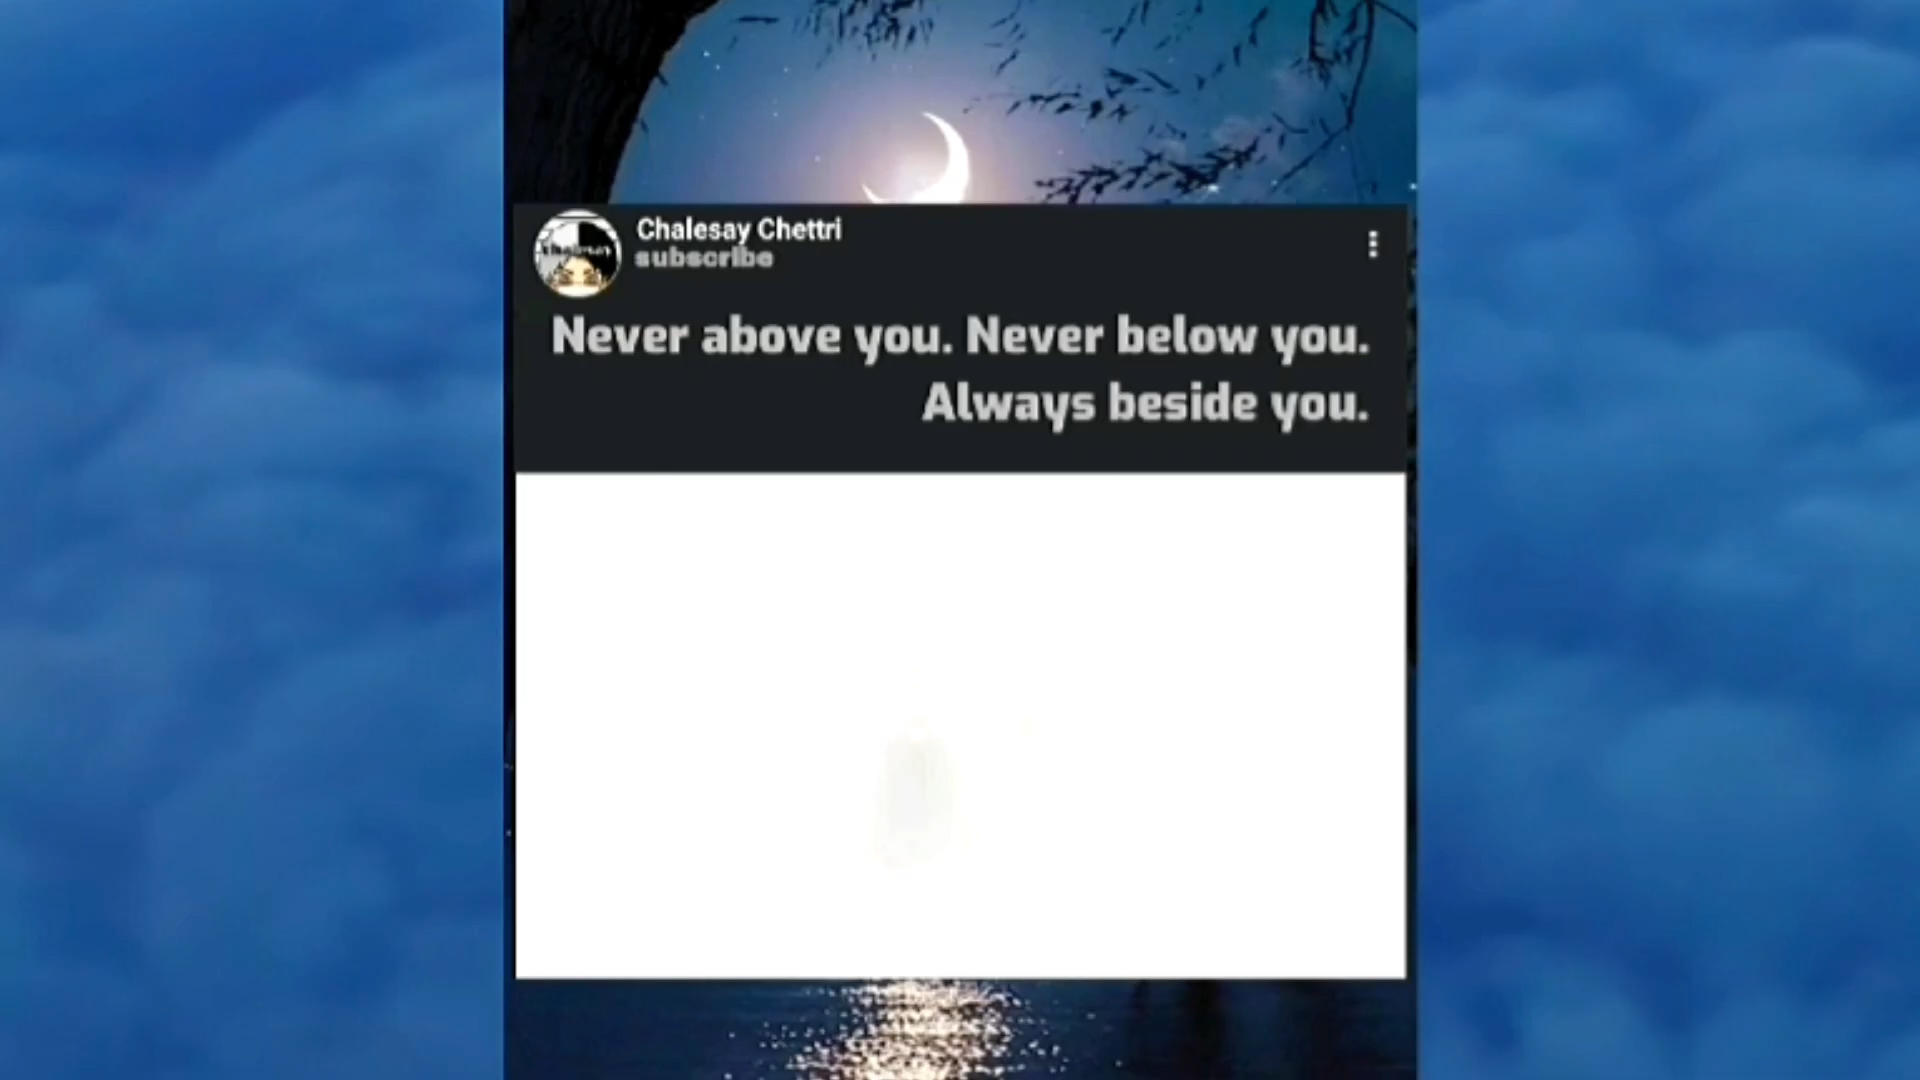 Chalesay Chettri
subscribe
Never above you. Never below you.
Always beside you.